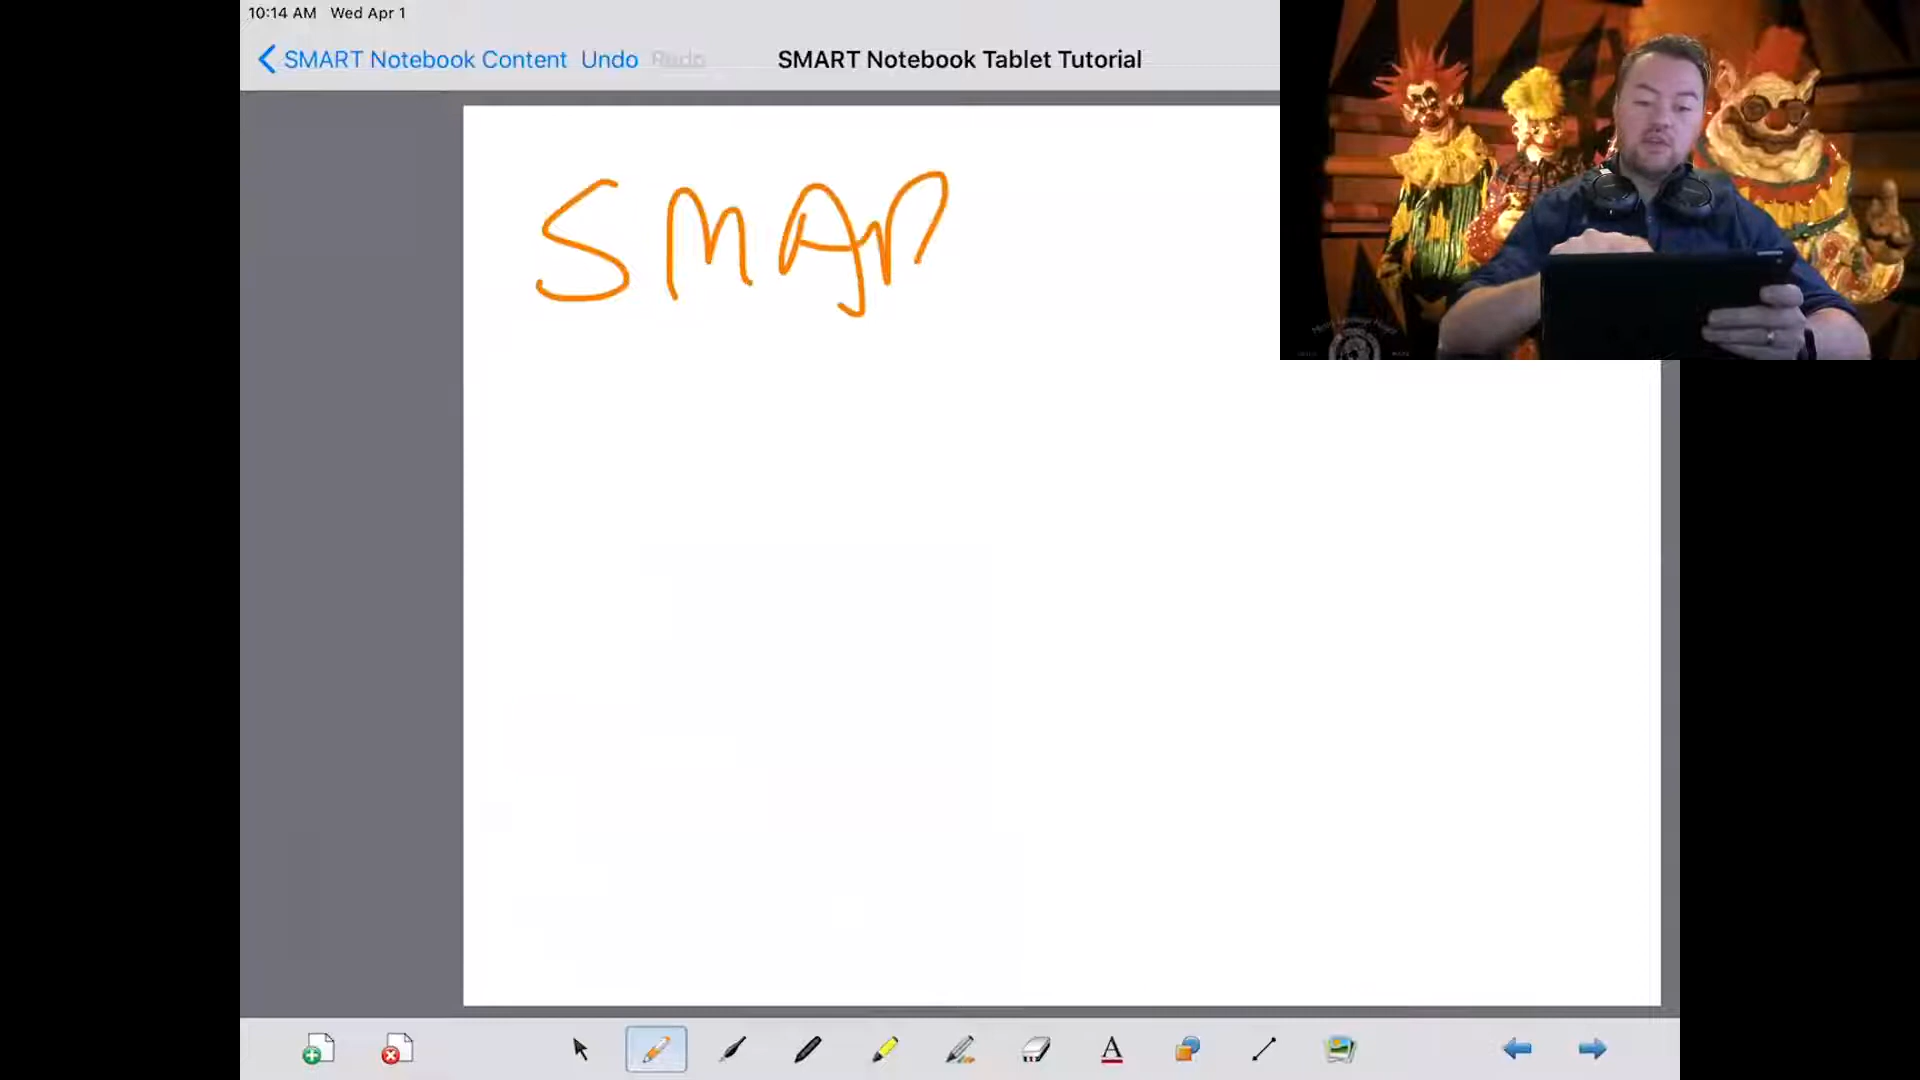 10:14 AM Wed Apr 1
SMART Notebook Content Undo Redo SMART Notebook Tablet Tutorial
SMAR
A